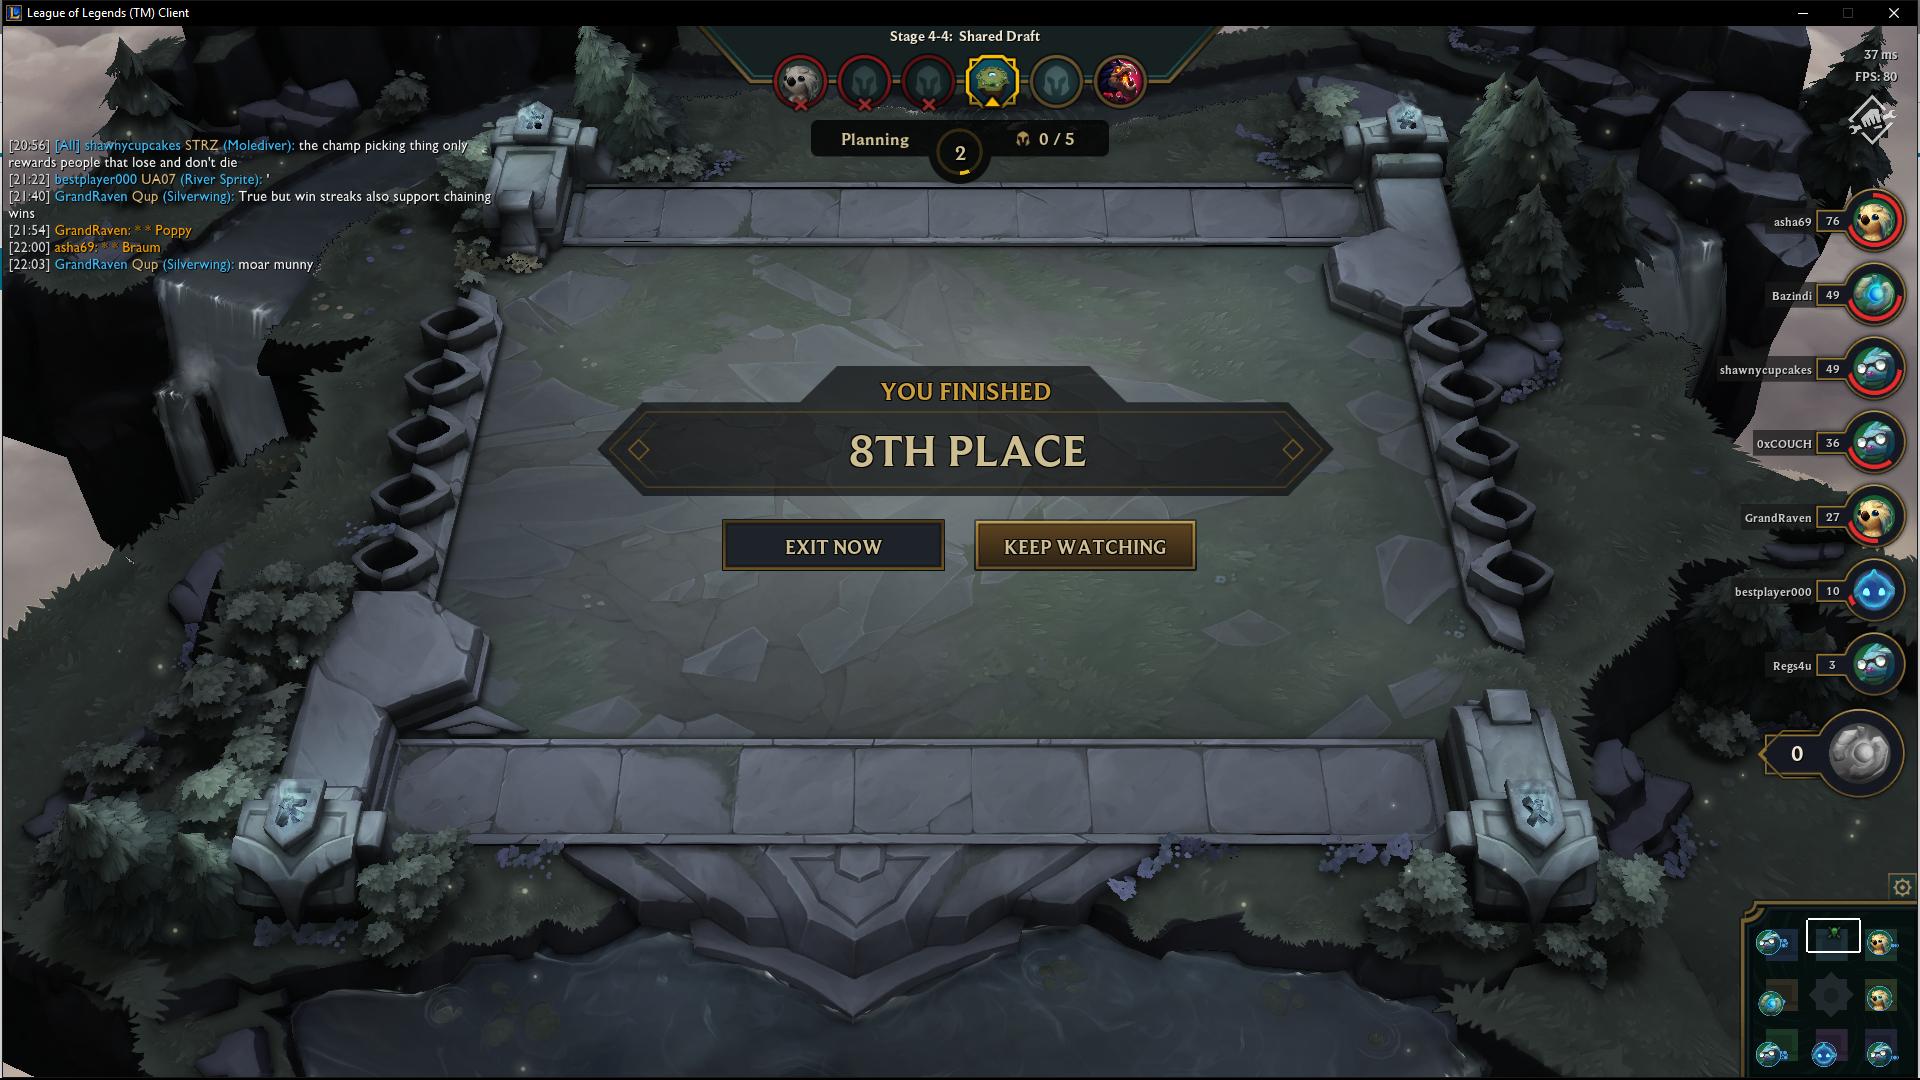 League of Legends (TM) Client
Stage 4-4: Shared Draft
37 ms
FPS: 80
Planning
2
0 / 5
[20:56] [All] shawnycupcakes STRZ (Molediver): the champ picking thing only
rewards people that lose and don't die
[21:22] bestplayer000 UA07 (River Sprite): '
[21:40] GrandRaven Qup (Silverwing): True but win streaks also support chaining
wins
[21:54] GrandRaven: * * Poppy
[22:00] asha69: * * Braum
[22:03] GrandRaven Qup (Silverwing): moar munny
asha69 76
Bazindi 49
shawnycupcakes 49
0xCOUCH 36
GrandRaven 27
bestplayer000 10
Regs4u 3
0
YOU FINISHED
8TH PLACE
EXIT NOW
KEEP WATCHING